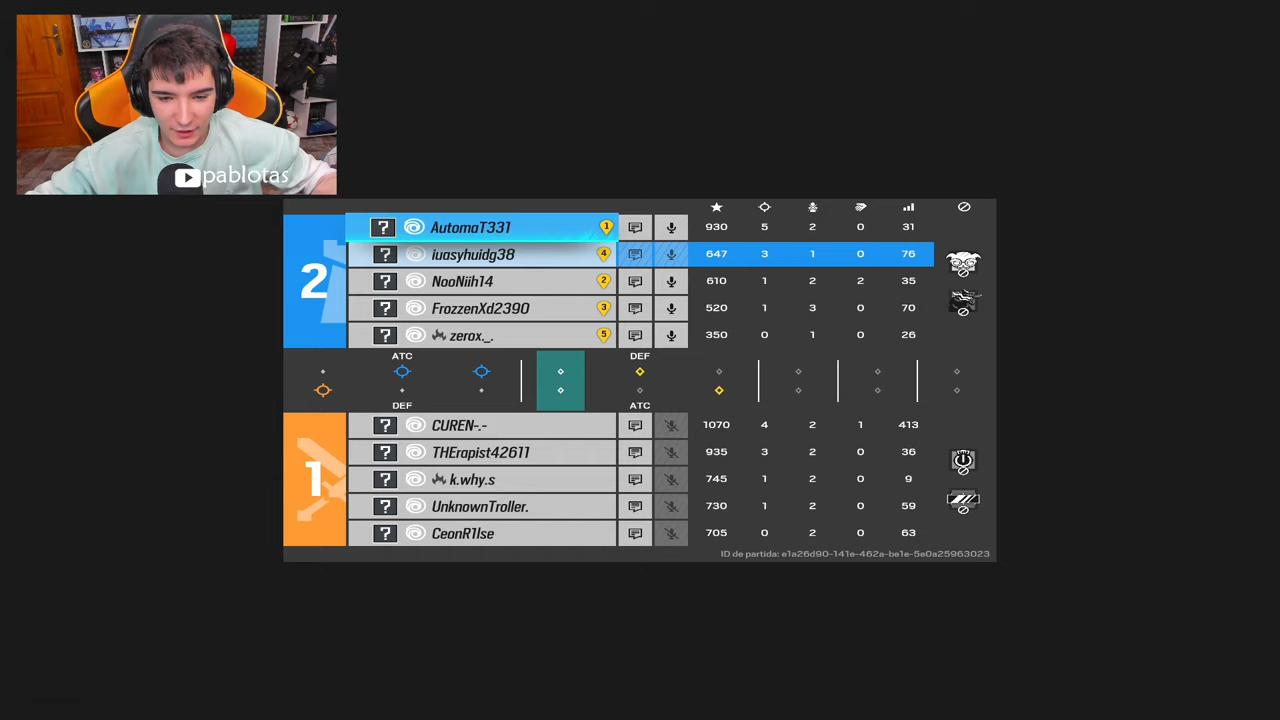 pablotas
2
? AutomaT331 1 930 5 2 0 31
? iuasyhuidg38 4 647 3 1 0 76
? NooNiih14 2 610 1 2 2 35
? FrozzenXd2390 3 520 1 3 0 70
? zerox._. 5 350 0 1 0 26
ATC DEF
DEF ATC
1
? CUREN-.- 1070 4 2 1 413
? THErapist42611 935 3 2 0 36
? k.why.s 745 1 2 0 9
? UnknownTroller. 730 1 2 0 59
? CeonR1lse 705 0 2 0 63
ID de partida: e1a26d90-141e-462a-be1e-5e0a25963023